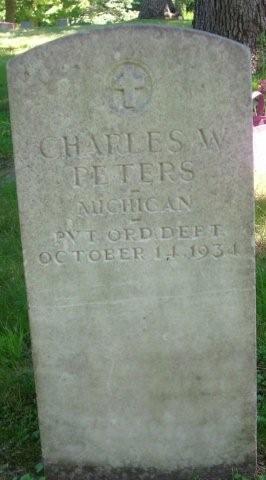 CHARLES W
PETERS
MICHIGAN
PVT. ORD. DEPT.
OCTOBER 14, 1934